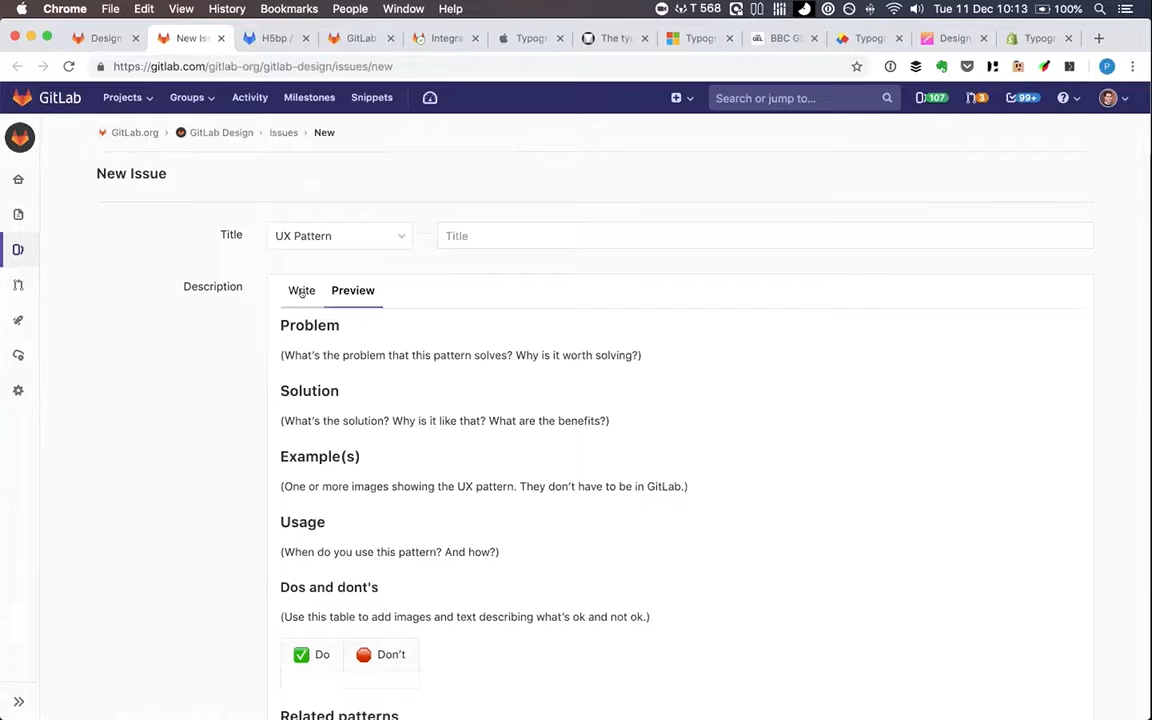 Chrome File Edit View History Bookmarks People Window Help T 568 Tue 11 Dec 10:13 100%
Design New Is H5bp / GitLab Integra Typogr The ty Typogr BBC G Typogr Design Typogr
https://gitlab.com/gitlab-org/gitlab-design/issues/new
GitLab Projects Groups Activity Milestones Snippets Search or jump to... 107 3 99+
GitLab.org › GitLab Design › Issues › New
New Issue
Title UX Pattern Title
Description Write Preview
Problem
(What's the problem that this pattern solves? Why is it worth solving?)
Solution
(What's the solution? Why is it like that? What are the benefits?)
Example(s)
(One or more images showing the UX pattern. They don't have to be in GitLab.)
Usage
(When do you use this pattern? And how?)
Dos and dont's
(Use this table to add images and text describing what's ok and not ok.)
Do Don't
Related patterns